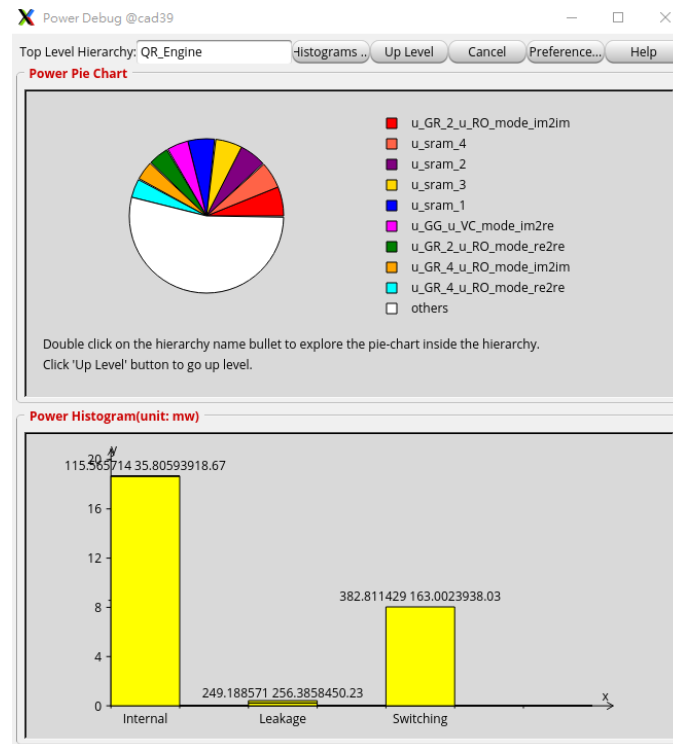 Power Debug @cad39
Top Level Hierarchy: QR_Engine Histograms .. Up Level Cancel Preference... Help
Power Pie Chart
u_GR_2_u_RO_mode_im2im
u_sram_4
u_sram_2
u_sram_3
u_sram_1
u_GG_u_VC_mode_im2re
u_GR_2_u_RO_mode_re2re
u_GR_4_u_RO_mode_im2im
u_GR_4_u_RO_mode_re2re
others
Double click on the hierarchy name bullet to explore the pie-chart inside the hierarchy.
Click 'Up Level' button to go up level.
Power Histogram(unit: mw)
y
20
115.565714 35.80593918.67
16
12
8
382.811429 163.0023938.03
4
249.188571 256.3858450.23
x
0
Internal Leakage Switching